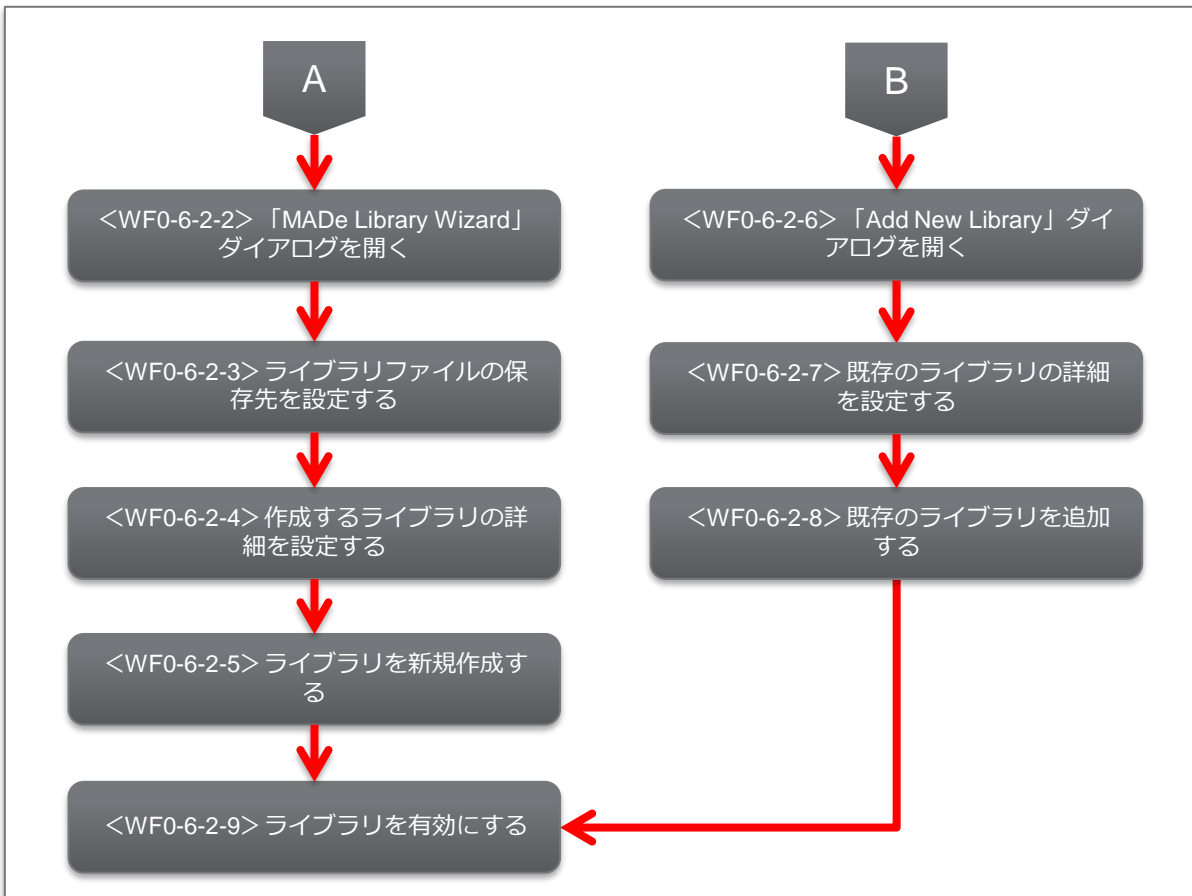 A
<WF0-6-2-2>「MADe Library Wizard」
ダイアログを開く
<WF0-6-2-3>ライブラリファイルの保
存先を設定する
<WF0-6-2-4>作成するライブラリの詳
細を設定する
<WF0-6-2-5>ライブラリを新規作成す
る
<WF0-6-2-9>ライブラリを有効にする
B
<WF0-6-2-6>「Add New Library」ダイ
アログを開く
<WF0-6-2-7>既存のライブラリの詳細
を設定する
<WF0-6-2-8>既存のライブラリを追加
する